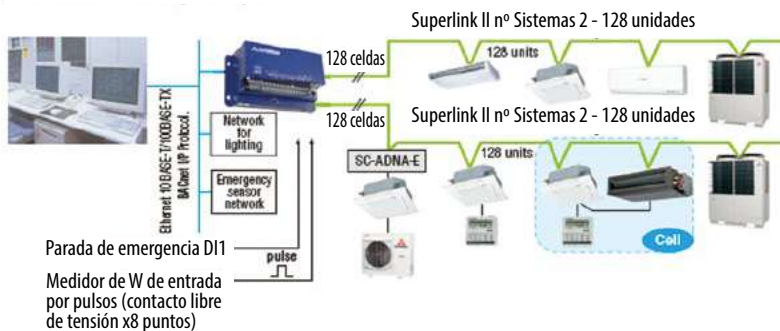 Superlink II nº Sistemas 2 - 128 unidades
128 celdas
128 units
Superlink II nº Sistemas 2 - 128 unidades
128 celdas
Ethernet 10BASE-T/100BASE-TX
BACnet I/P Protocol.
Network
for
lighting
SC-ADNA-E
128 units
Emergency
sensor
network
Cell
Parada de emergencia DI1
pulse
Medidor de W de entrada
por pulsos (contacto libre
de tensión x8 puntos)